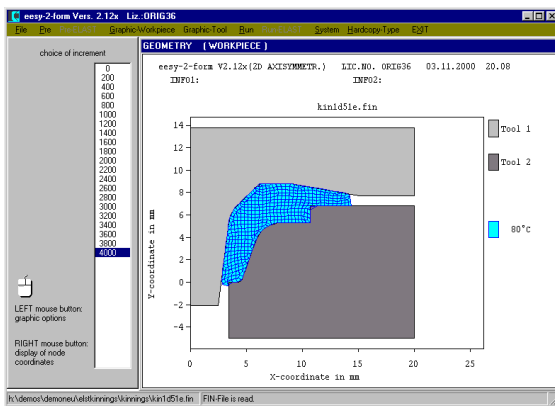 eesy-2-form Vers. 2.12x Liz.:ORIG36
File Pre Graphic-Workpiece Graphic-Tool Run System Hardcopy-Type EXIT
choice of increment
0
200
400
600
800
1000
1200
1400
1600
1800
2000
2200
2400
2600
2800
3000
3200
3400
3600
3800
4000
LEFT mouse button:
graphic options
RIGHT mouse button:
display of node
coordinates
GEOMETRY (WORKPIECE)
eesy-2-form V2.12x(2D AXISYMMETR.) LIC.NO. ORIG36 03.11.2000 20.08
INFO1: INFO2:
kin1d51e.fin
Tool 1
Tool 2
80°C
14
12
10
8
6
4
2
0
-2
-4
Y-coordinate in mm
0 5 10 15 20 25
X-coordinate in mm
h:\demos\demoneu\elstkinnings\kinnings\kin1d51e.fin FIN-File is read.